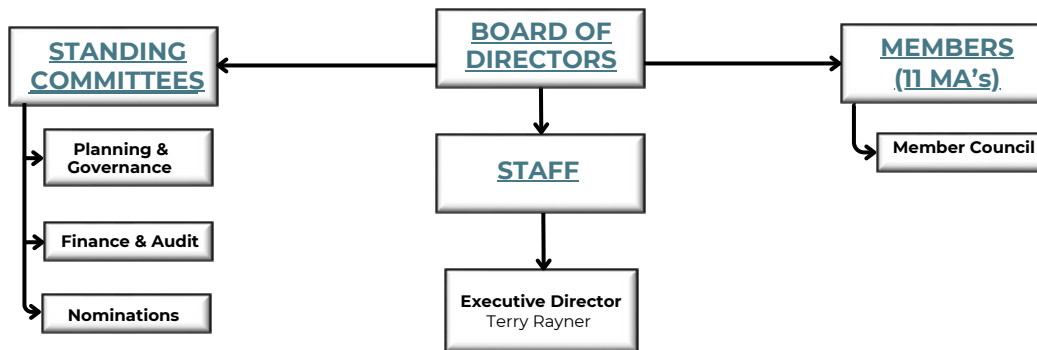 BOARD OF
DIRECTORS
STANDING
COMMITTEES
MEMBERS
(11 MA’s)
Planning &
Governance
Finance & Audit
Nominations
STAFF
Executive Director
Terry Rayner
Member Council